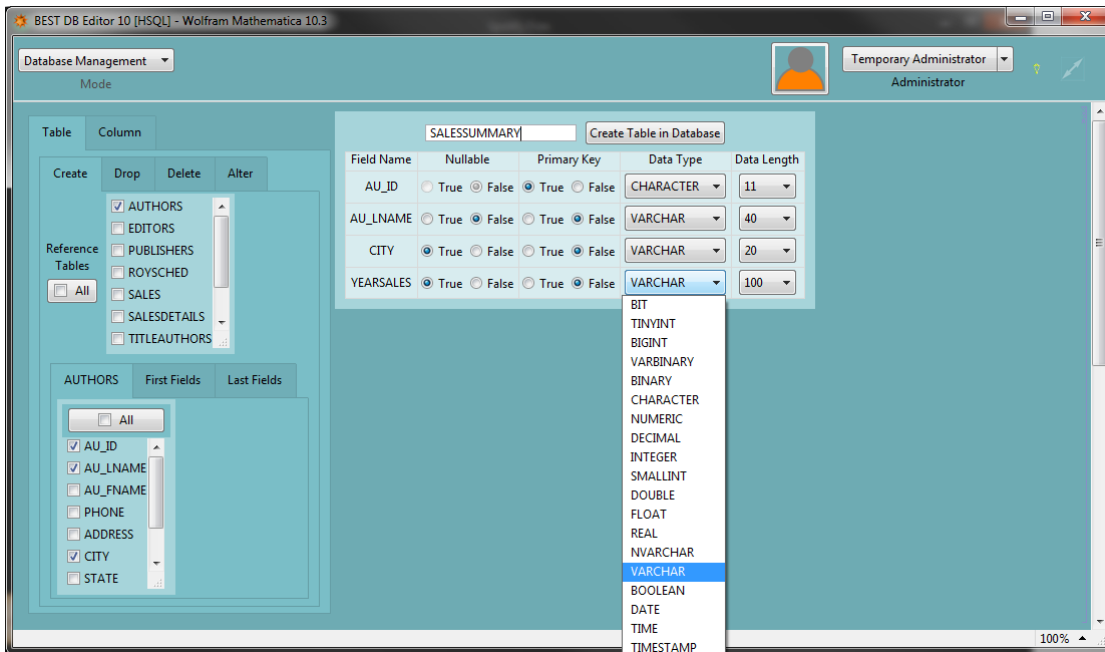 BEST DB Editor 10 [HSQL] - Wolfram Mathematica 10.3
Database Management
Mode
Temporary Administrator
Administrator
?
Table Column
Create Drop Delete Alter
Reference Tables
All
AUTHORS
EDITORS
PUBLISHERS
ROYSCHED
SALES
SALESDETAILS
TITLEAUTHORS
AUTHORS First Fields Last Fields
All
AU_ID
AU_LNAME
AU_FNAME
PHONE
ADDRESS
CITY
STATE
SALESSUMMARY Create Table in Database
Field Name Nullable Primary Key Data Type Data Length
AU_ID True False True False CHARACTER 11
AU_LNAME True False True False VARCHAR 40
CITY True False True False VARCHAR 20
YEARSALES True False True False VARCHAR 100
BIT
TINYINT
BIGINT
VARBINARY
BINARY
CHARACTER
NUMERIC
DECIMAL
INTEGER
SMALLINT
DOUBLE
FLOAT
REAL
NVARCHAR
VARCHAR
BOOLEAN
DATE
TIME
TIMESTAMP
100%